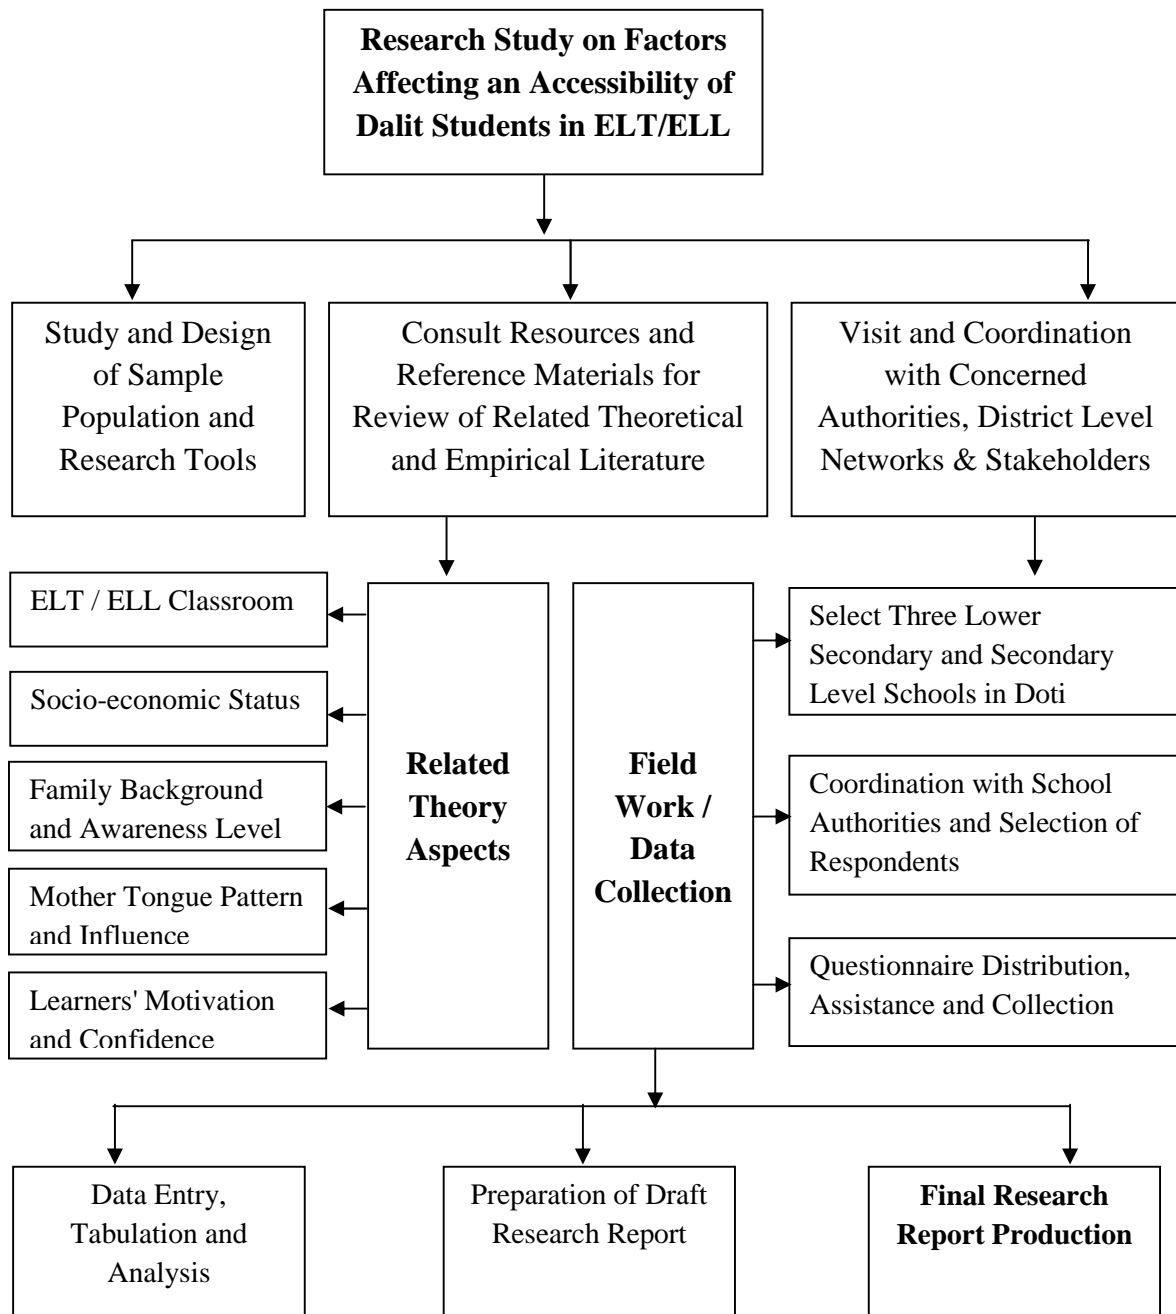 Research Study on Factors
Affecting an Accessibility of
Dalit Students in ELT/ELL
Study and Design
of Sample
Population and
Research Tools
Consult Resources and
Reference Materials for
Review of Related Theoretical
and Empirical Literature
Visit and Coordination
with Concerned
Authorities, District Level
Networks & Stakeholders
ELT / ELL Classroom
Socio-economic Status
Family Background
and Awareness Level
Mother Tongue Pattern
and Influence
Learners' Motivation
and Confidence
Related
Theory
Aspects
Field
Work /
Data
Collection
Select Three Lower
Secondary and Secondary
Level Schools in Doti
Coordination with School
Authorities and Selection of
Respondents
Questionnaire Distribution,
Assistance and Collection
Data Entry,
Tabulation and
Analysis
Preparation of Draft
Research Report
Final Research
Report Production